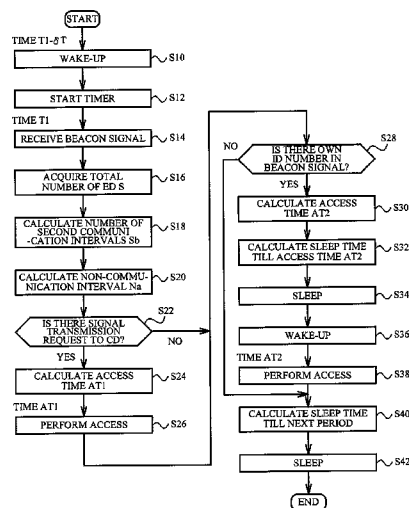 START
TIME T1-δT
WAKE-UP
S10
START TIMER
S12
TIME T1
RECEIVE BEACON SIGNAL
S14
ACQUIRE TOTAL
NUMBER OF ED S
S16
CALCULATE NUMBER OF
SECOND COMMUNI
-CATION INTERVALS Sb
S18
CALCULATE NON-COMMU-
NICATION INTERVAL Na
S20
S22
IS THERE SIGNAL
TRANSMISSION
REQUEST TO CD?
NO
YES
CALCULATE ACCESS
TIME AT1
S24
TIME AT1
PERFORM ACCESS
S26
S28
NO
IS THERE OWN
ID NUMBER IN
BEACON SIGNAL?
YES
CALCULATE ACCESS
TIME AT2
S30
CALCULATE SLEEP TIME
TILL ACCESS TIME AT2
S32
SLEEP
S34
WAKE-UP
S36
TIME AT2
PERFORM ACCESS
S38
CALCULATE SLEEP TIME
TILL NEXT PERIOD
S40
SLEEP
S42
END